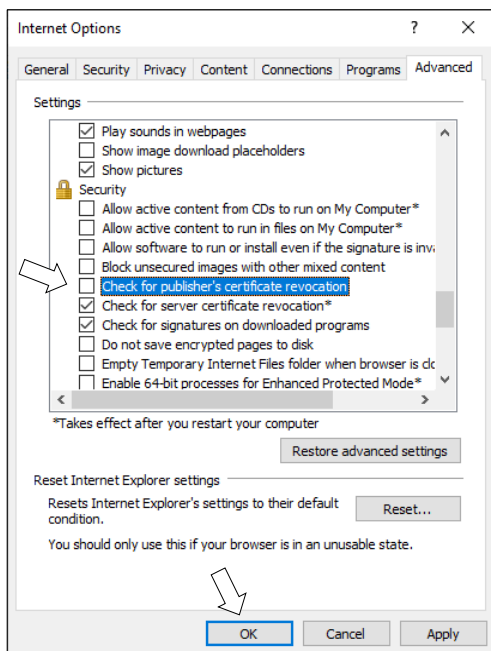 Internet Options
General Security Privacy Content Connections Programs Advanced
Settings
Play sounds in webpages
Show image download placeholders
Show pictures
Security
Allow active content from CDs to run on My Computer*
Allow active content to run in files on My Computer*
Allow software to run or install even if the signature is inva
Block unsecured images with other mixed content
Check for publisher's certificate revocation
Check for server certificate revocation*
Check for signatures on downloaded programs
Do not save encrypted pages to disk
Empty Temporary Internet Files folder when browser is clo
Enable 64-bit processes for Enhanced Protected Mode*
*Takes effect after you restart your computer
Restore advanced settings
Reset Internet Explorer settings
Resets Internet Explorer's settings to their default
condition.
Reset...
You should only use this if your browser is in an unusable state.
OK Cancel Apply